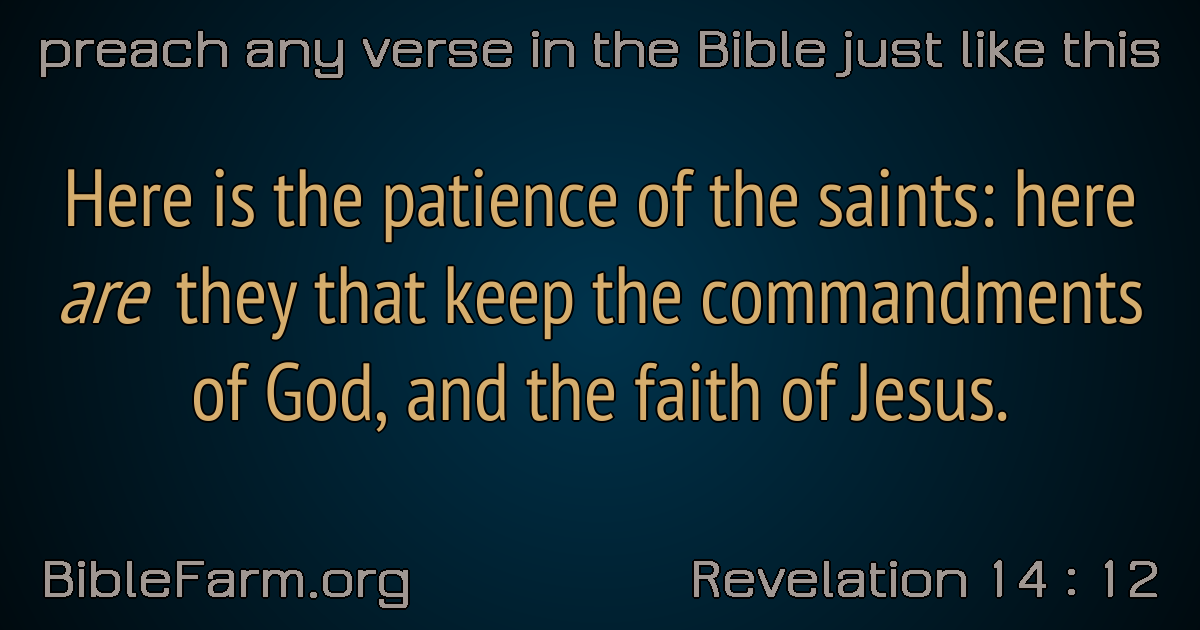 preach any verse in the Bible just like this
Here is the patience of the saints: here
are they that keep the commandments
of God, and the faith of Jesus.
BibleFarm.org
Revelation 14 : 12